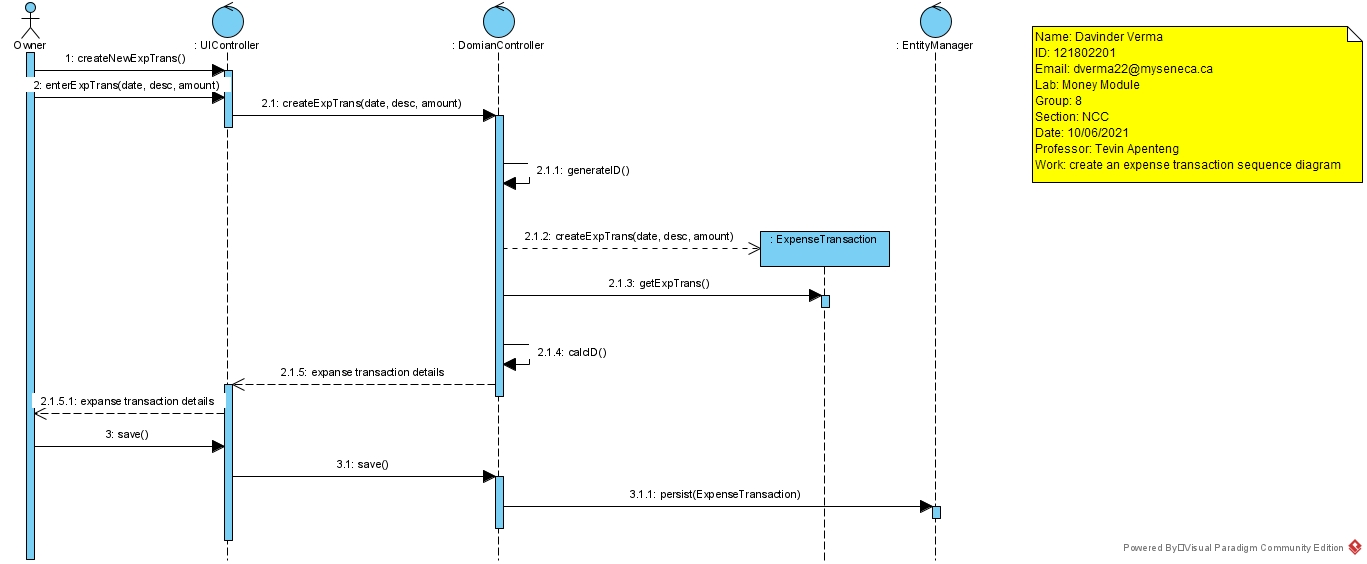 Owner
: UIController
: DomianController
: EntityManager
Name: Davinder Verma
ID: 121802201
Email: dverma22@myseneca.ca
Lab: Money Module
Group: 8
Section: NCC
Date: 10/06/2021
Professor: Tevin Apenteng
Work: create an expense transaction sequence diagram
1: createNewExpTrans()
2: enterExpTrans(date, desc, amount)
2.1: createExpTrans(date, desc, amount)
2.1.1: generateID()
2.1.2: createExpTrans(date, desc, amount)
: ExpenseTransaction
2.1.3: getExpTrans()
2.1.4: calcID()
2.1.5: expanse transaction details
2.1.5.1: expanse transaction details
3: save()
3.1: save()
3.1.1: persist(ExpenseTransaction)
Powered By Visual Paradigm Community Edition